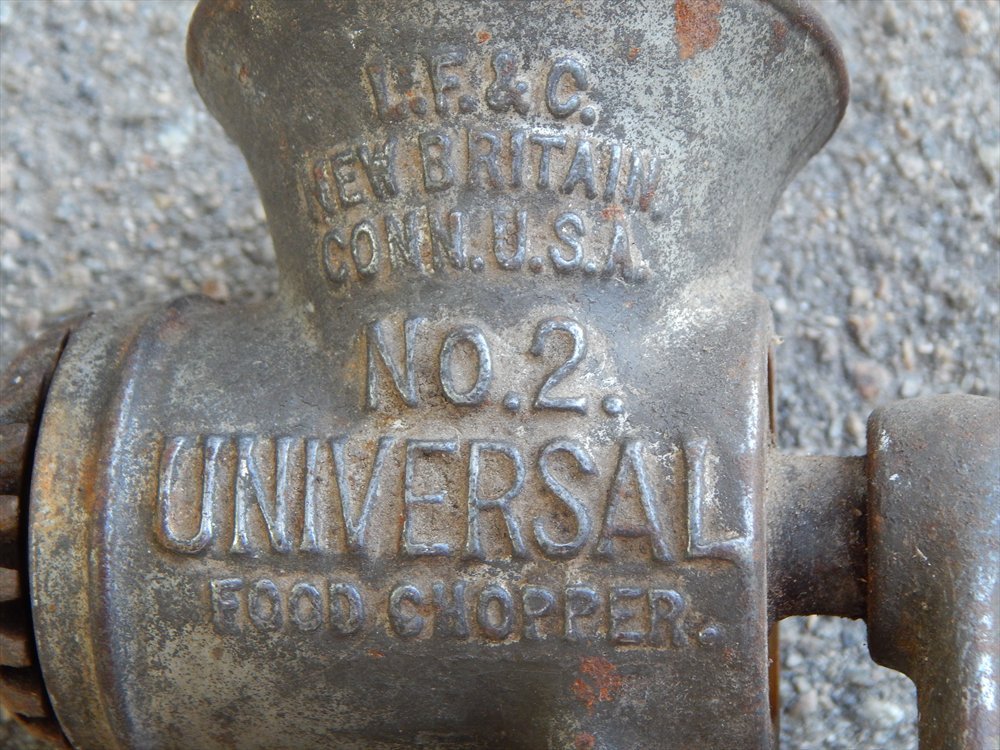 L.F.&C.
NEW BRITAIN.
CONN.U.S.A.
No.2.
UNIVERSAL
FOOD CHOPPER.